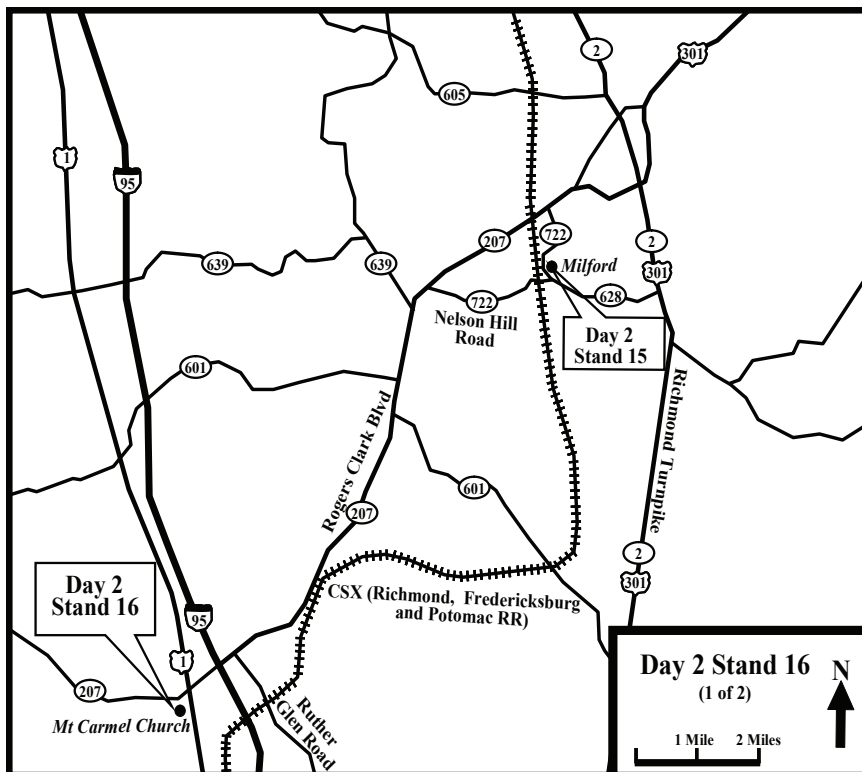 2
301
605
1
95
207
722
2
301
639
639
Milford
722
628
Nelson Hill
Road
Day 2
Stand 15
601
Richmond Turnpike
Rogers Clark Blvd
601
207
2
301
Day 2
Stand 16
CSX (Richmond, Fredericksburg
and Potomac RR)
95
1
207
Mt Carmel Church
Ruther
Glen Road
Day 2 Stand 16
(1 of 2)
N
1 Mile 2 Miles